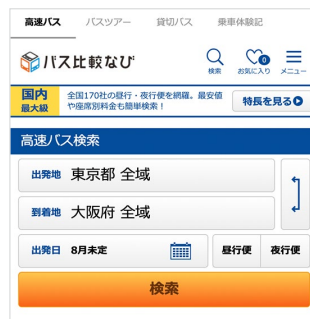 高速バス バスツアー 貸切バス 乗車体験記
バス比較なび
0
検索 お気に入り メニュー
国内
最大級
全国170社の昼行・夜行便を網羅。最安値
や座席別料金も簡単検索！
特長を見る
高速バス検索
出発地 東京都 全域
到着地 大阪府 全域
出発日 8月未定 昼行便 夜行便
検索